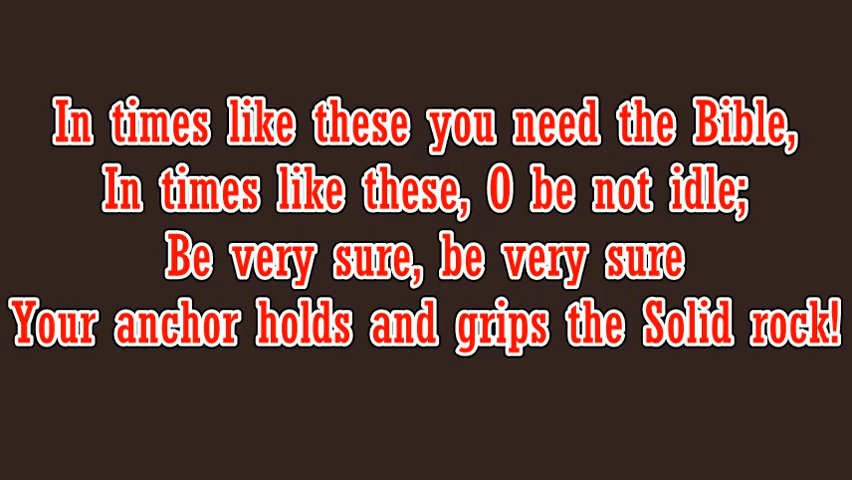 In times like these you need the Bible,
In times like these, O be not idle;
Be very sure, be very sure
Your anchor holds and grips the Solid rock!